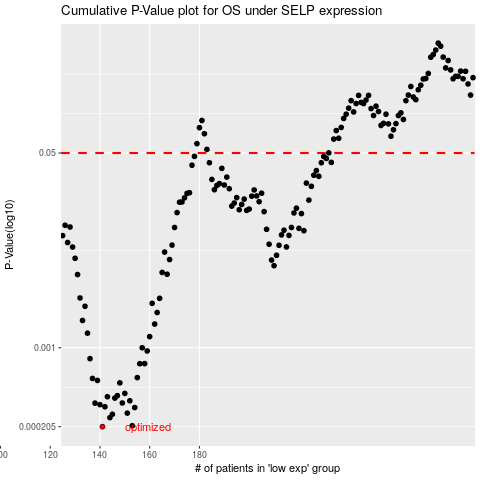 Cumulative P-Value plot for OS under SELP expression
P-Value(log10)
0.05
0.001
0.000205
optimized
00 120 140 160 180
# of patients in 'low exp' group